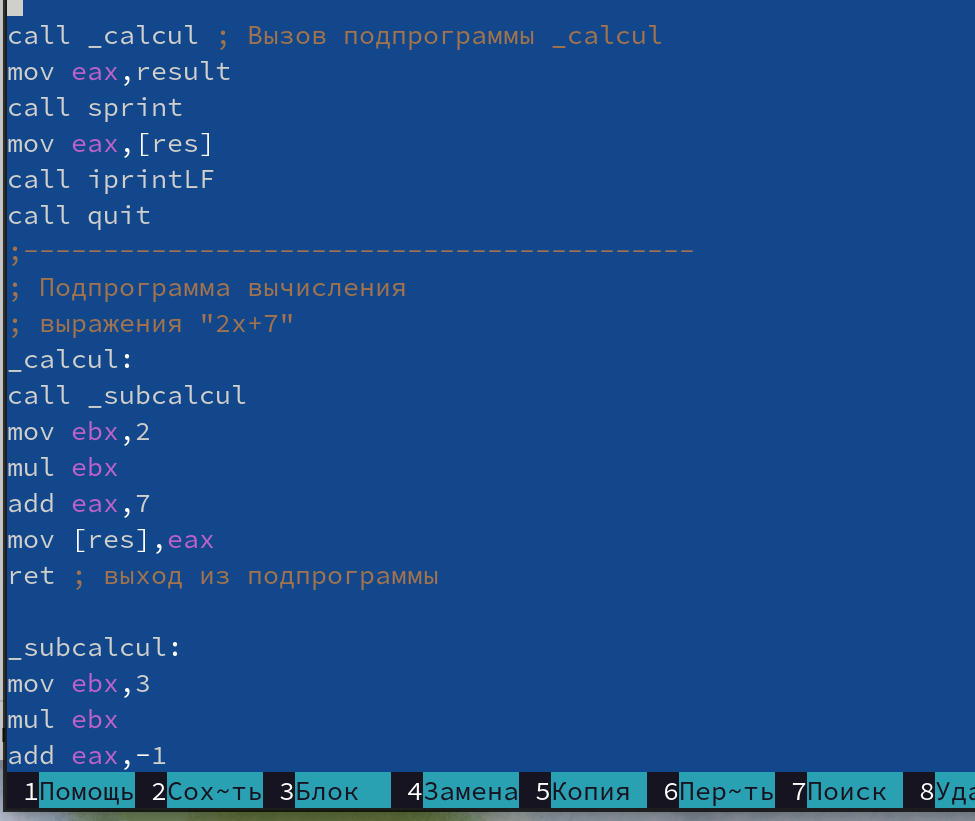 call _calcul ; Вызов подпрограммы _calcul
mov eax,result
call sprint
mov eax,[res]
call iprintLF
call quit
;------------------------------------------
; Подпрограмма вычисления
; выражения "2x+7"
_calcul:
call _subcalcul
mov ebx,2
mul ebx
add eax,7
mov [res],eax
ret ; выход из подпрограммы
_subcalcul:
mov ebx,3
mul ebx
add eax,-1
1Помощь 2Сох~ть 3Блок 4Замена 5Копия 6Пер~ть 7Поиск 8Уда